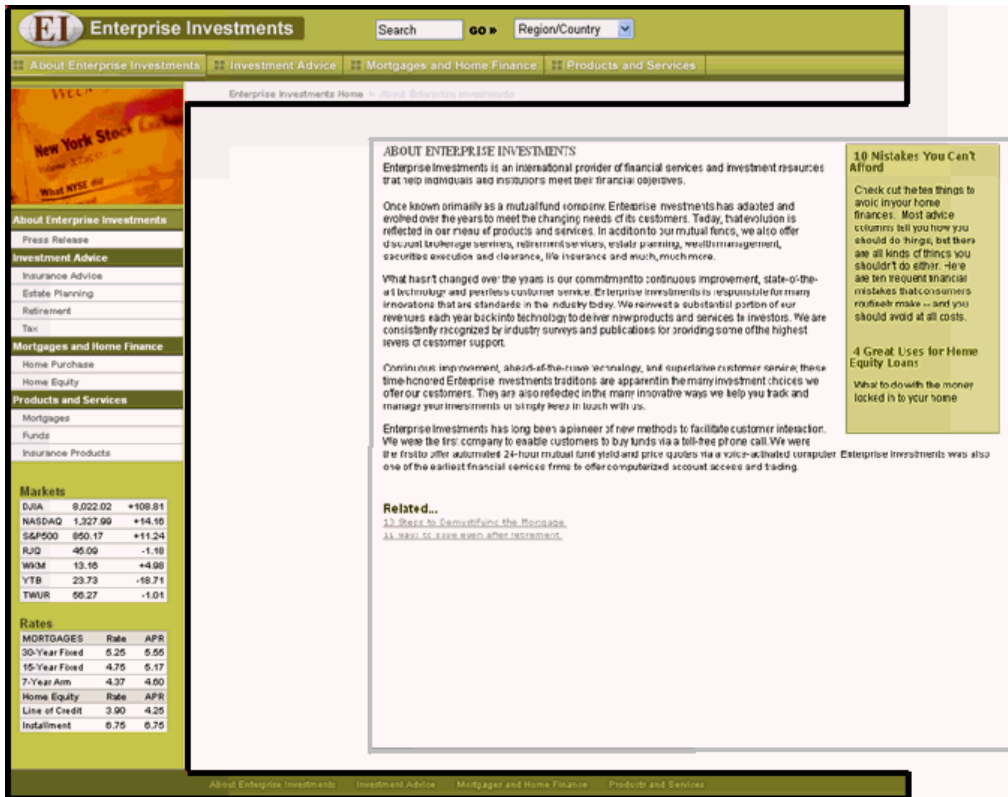 EI Enterprise Investments
Search GO » Region/Country
About Enterprise Investments Investment Advice Mortgages and Home Finance Products and Services
Enterprise Investments Home > About Enterprise Investments
WEEK
New York Stock Exchange
What NYSE did
About Enterprise Investments
Press Release
Investment Advice
Insurance Advice
Estate Planning
Retirement
Tax
Mortgages and Home Finance
Home Purchase
Home Equity
Products and Services
Mortgages
Funds
Insurance Products
Markets
DJIA 8,022.02 +108.81
NASDAQ 1,327.99 +14.16
S&P500 850.17 +11.24
RJQ 45.09 -1.18
WKM 13.16 +4.98
YTB 23.73 -18.71
TWUR 56.27 -1.01
Rates
MORTGAGES Rate APR
30-Year Fixed 5.25 5.55
15-Year Fixed 4.75 5.17
7-Year Arm 4.37 4.60
Home Equity Rate APR
Line of Credit 3.90 4.25
Installment 6.75 6.75
ABOUT ENTERPRISE INVESTMENTS
Enterprise Investments is an international provider of financial services and investment resources
that help individuals and institutions meet their financial objectives.
Once known primarily as a mutual fund company. Enterprise Investments has adapted and
evolved over the years to meet the changing needs of its customers. Today, that evolution is
reflected in our menu of products and services. In addition to our mutual funds, we also offer
discount brokerage services, retirement services, estate planning, wealth management,
securities execution and clearance, life insurance and much, much more.
What hasn't changed over the years is our commitment to continuous improvement, state-of-the-
art technology and peerless customer service. Enterprise Investments is responsible for many
innovations that are standards in the industry today. We reinvest a substantial portion of our
revenues each year back into technology to deliver new products and services to investors. We are
consistently recognized by industry surveys and publications for providing some of the highest
levels of customer support.
Continuous improvement, ahead-of-the-curve technology, and superlative customer service; these
time-honored Enterprise Investments traditions are apparent in the many investment choices we
offer our customers. They are also reflected in the many innovative ways we help you track and
manage your investments or simply keep in touch with us.
Enterprise Investments has long been a pioneer of new methods to facilitate customer interaction.
We were the first company to enable customers to buy funds via a toll-free phone call. We were
the first to offer automated 24-hour mutual fund yield and price quotes via a voice-activated computer. Enterprise Investments was also
one of the earliest financial services firms to offer computerized account access and trading.
Related...
10 Steps to Demystifying the Mortgage
11 ways to save even after retirement
10 Mistakes You Can't
Afford
Check out the ten things to
avoid in your home
finances. Most advice
columns tell you how you
should do things, but there
are all kinds of things you
shouldn't do either. Here
are ten frequent financial
mistakes that consumers
routinely make -- and you
should avoid at all costs.
4 Great Uses for Home
Equity Loans
What to do with the money
locked in to your home
About Enterprise Investments Investment Advice Mortgages and Home Finance Products and Services